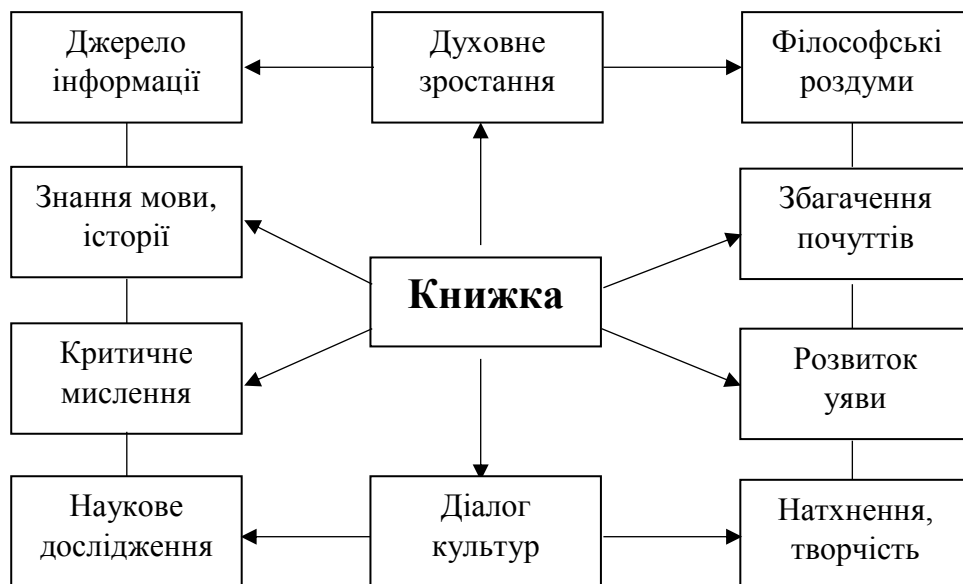 Джерело
інформації
Духовне
зростання
Філософські
роздуми
Знання мови,
історії
Збагачення
почуттів
Книжка
Критичне
мислення
Розвиток
уяви
Наукове
дослідження
Діалог
культур
Натхнення,
творчість